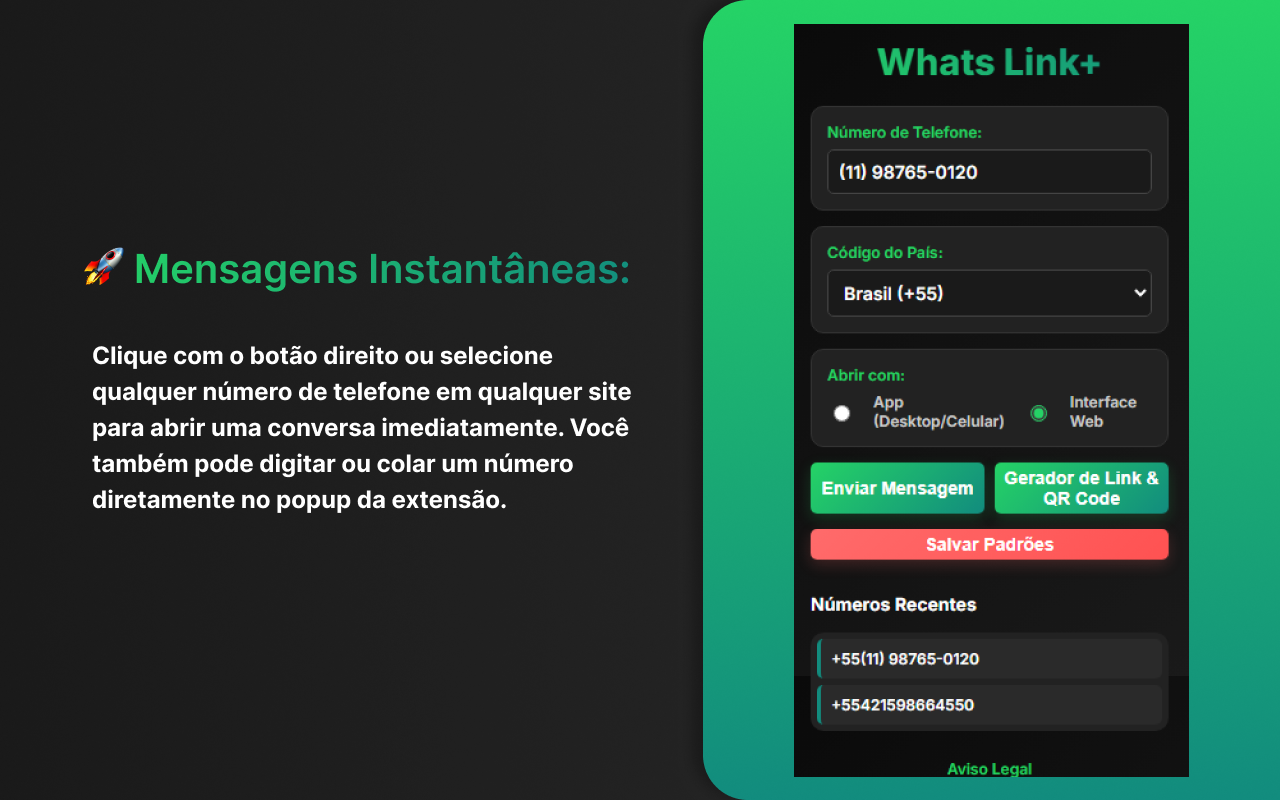 🚀 Mensagens Instantâneas:
Clique com o botão direito ou selecione
qualquer número de telefone em qualquer site
para abrir uma conversa imediatamente. Você
também pode digitar ou colar um número
diretamente no popup da extensão.
Whats Link+
Número de Telefone:
(11) 98765-0120
Código do País:
Brasil (+55)
Abrir com:
App
(Desktop/Celular)
Interface
Web
Enviar Mensagem
Gerador de Link &
QR Code
Salvar Padrões
Números Recentes
+55(11) 98765-0120
+55421598664550
Aviso Legal